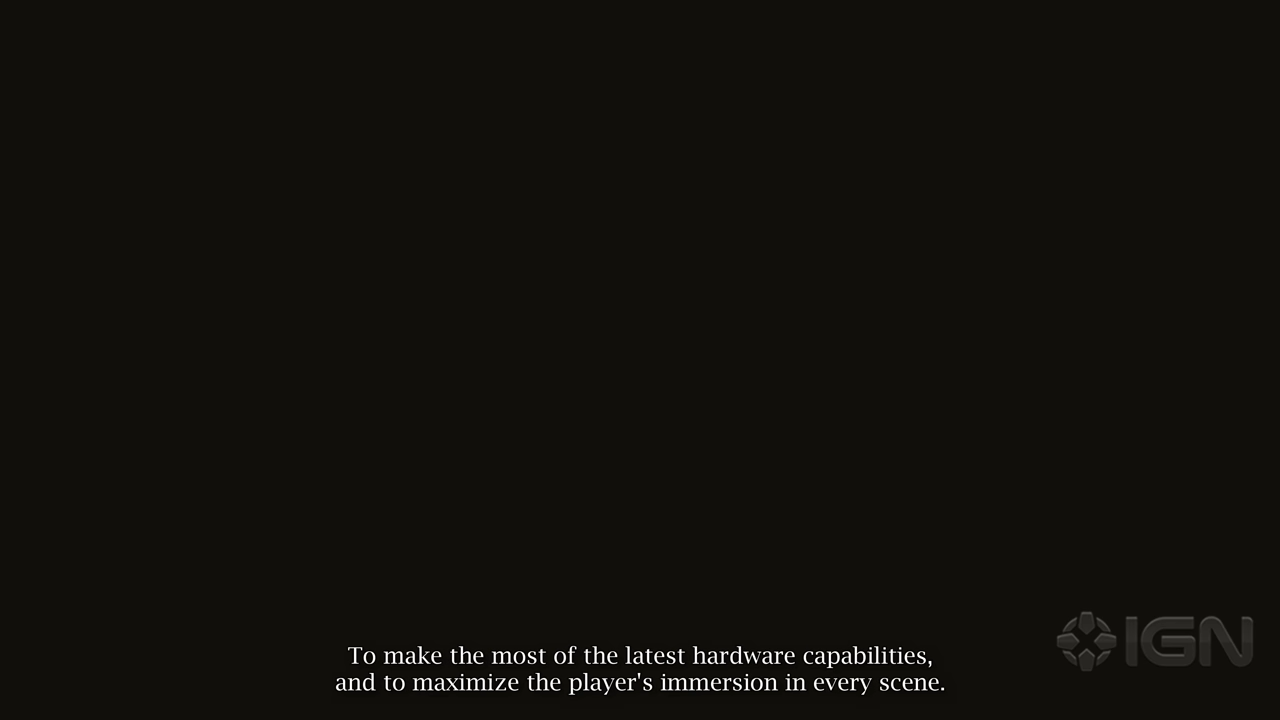 To make the most of the latest hardware capabilities,
and to maximize the player's immersion in every scene.
IGN